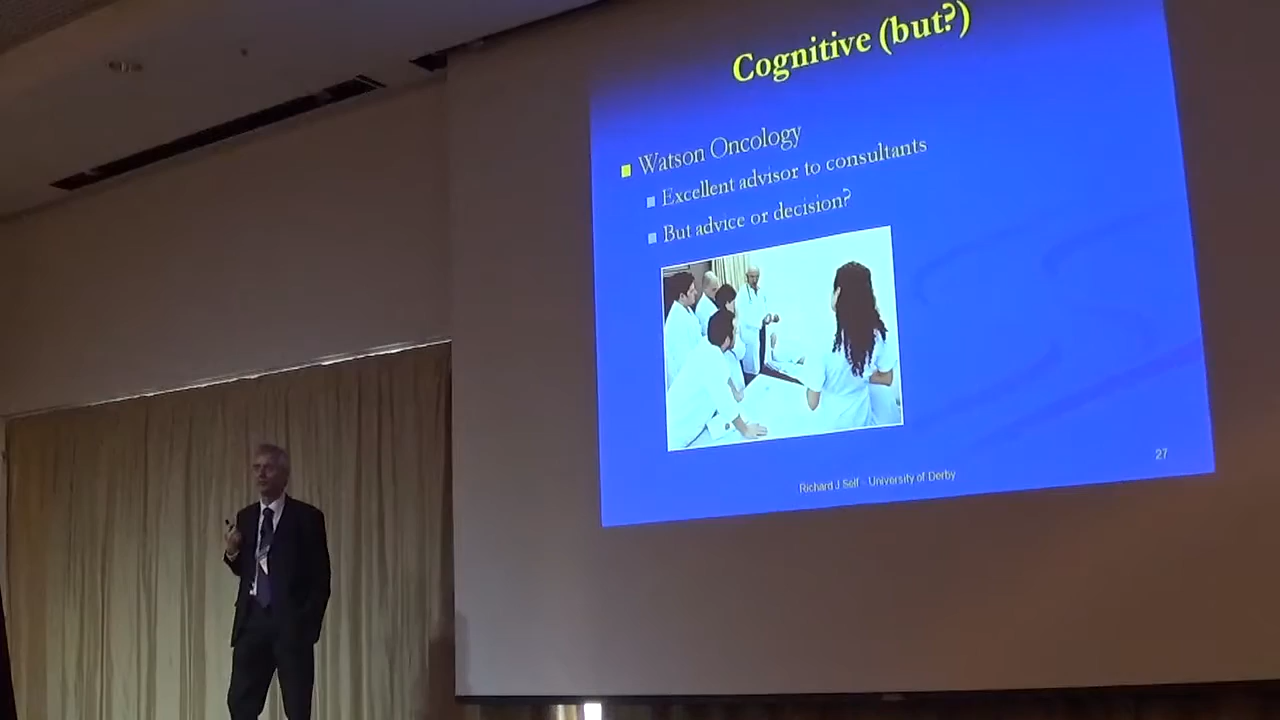 Cognitive (but?)
Watson Oncology
Excellent advisor to consultants
But advice or decision?
Richard J Self - University of Derby
27